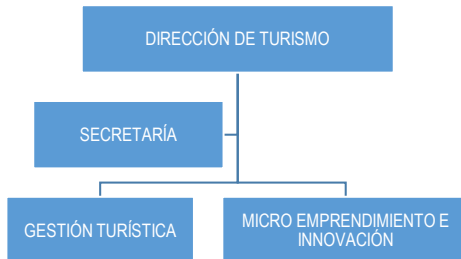 DIRECCIÓN DE TURISMO
SECRETARÍA
GESTIÓN TURÍSTICA
MICRO EMPRENDIMIENTO E
INNOVACIÓN